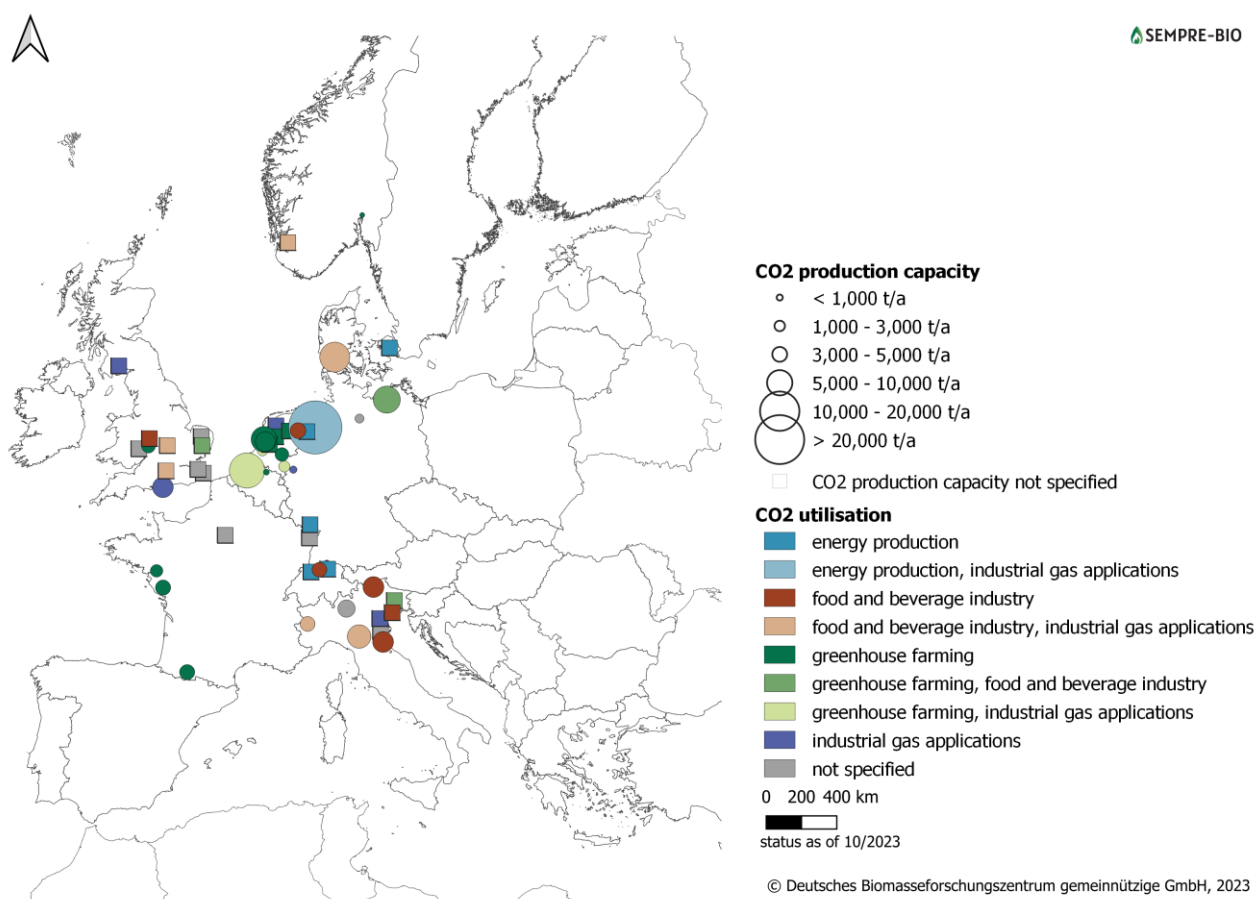 SEMPRE-BIO
CO2 production capacity
< 1,000 t/a
1,000 - 3,000 t/a
3,000 - 5,000 t/a
5,000 - 10,000 t/a
10,000 - 20,000 t/a
> 20,000 t/a
CO2 production capacity not specified
CO2 utilisation
energy production
energy production, industrial gas applications
food and beverage industry
food and beverage industry, industrial gas applications
greenhouse farming
greenhouse farming, food and beverage industry
greenhouse farming, industrial gas applications
industrial gas applications
not specified
0 200 400 km
status as of 10/2023
© Deutsches Biomasseforschungszentrum gemeinnützige GmbH, 2023